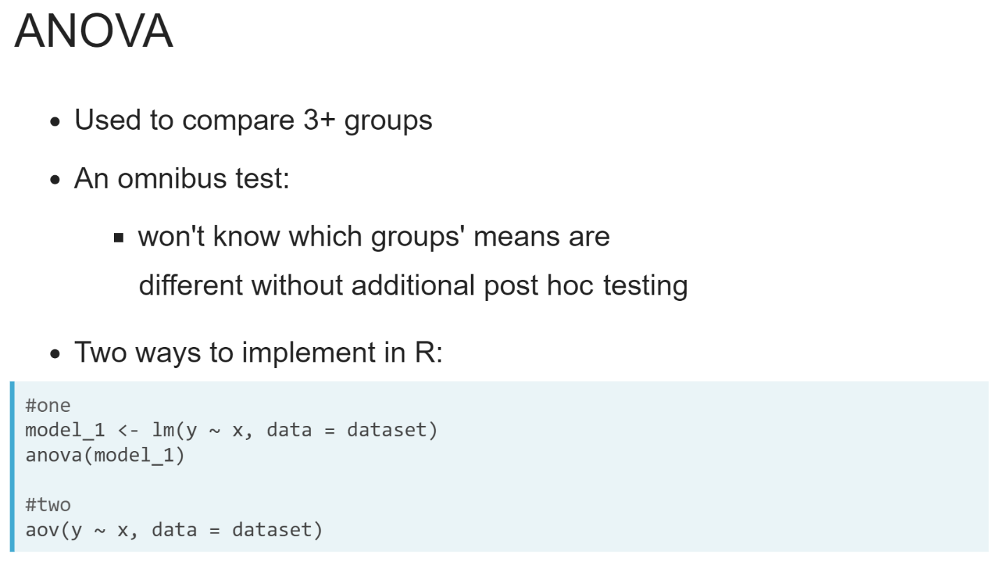 ANOVA
• Used to compare 3+ groups
• An omnibus test:
▪ won't know which groups' means are
different without additional post hoc testing
• Two ways to implement in R:
#one
model_1 <- lm(y ~ x, data = dataset)
anova(model_1)
#two
aov(y ~ x, data = dataset)